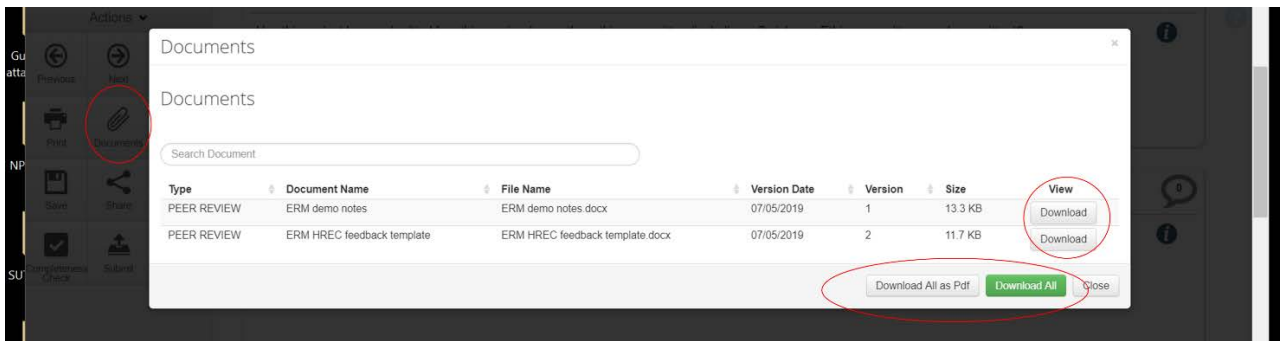 Actions
Gu
atta
Previous Next
Print Documents
NP
Save Share
Completeness Check Submit
SU
Documents ×
Documents
Search Document
Type Document Name File Name Version Date Version Size View
PEER REVIEW ERM demo notes ERM demo notes.docx 07/05/2019 1 13.3 KB Download
PEER REVIEW ERM HREC feedback template ERM HREC feedback template.docx 07/05/2019 2 11.7 KB Download
Download All as Pdf Download All Close
i
0
i